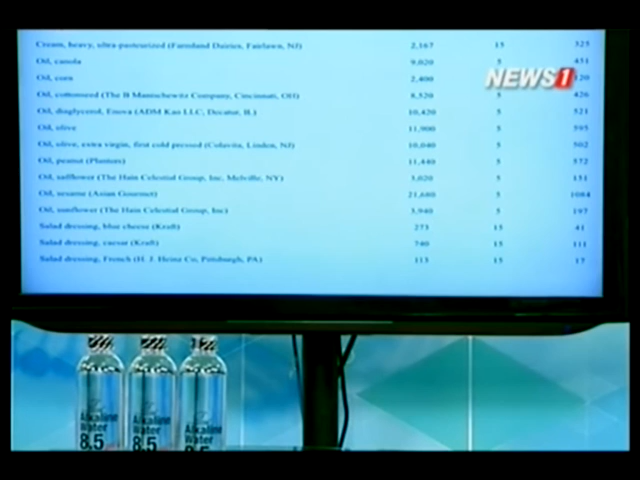 Cream, heavy, ultra-pasteurized (Farmland Dairies, Fairlawn, NJ) 2,167 15 325
Oil, canola 9,020 5 451
Oil, corn 2,400 5 120
Oil, cottonseed (The B Manischewitz Company, Cincinnati, OH) 8,520 5 426
Oil, diaglycerol, Enova (ADM Kao LLC, Decatur, IL) 10,420 5 521
Oil, olive 11,900 5 595
Oil, olive, extra virgin, first cold pressed (Colavita, Linden, NJ) 10,040 5 502
Oil, peanut (Planters) 11,440 5 572
Oil, safflower (The Hain Celestial Group, Inc, Melville, NY) 3,020 5 151
Oil, sesame (Asian Gourmet) 21,680 5 1084
Oil, sunflower (The Hain Celestial Group, Inc) 3,940 5 197
Salad dressing, blue cheese (Kraft) 273 15 41
Salad dressing, caesar (Kraft) 740 15 111
Salad dressing, French (H. J. Heinz Co, Pittsburgh, PA) 113 15 17
NEWS1
Alkaline Water 8.5
Alkaline Water 8.5
Alkaline Water 8.5